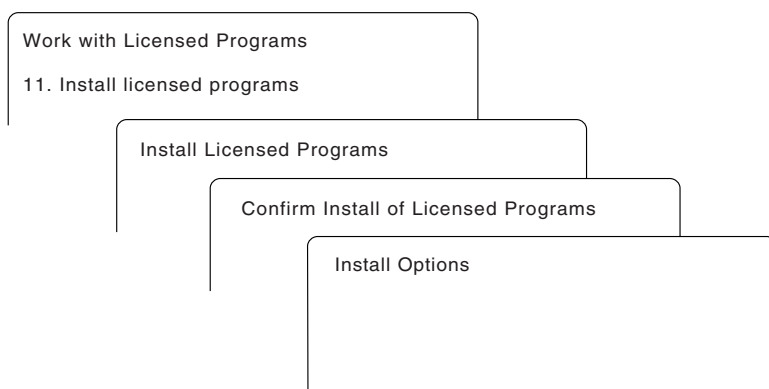 Work with Licensed Programs
11. Install licensed programs
Install Licensed Programs
Confirm Install of Licensed Programs
Install Options